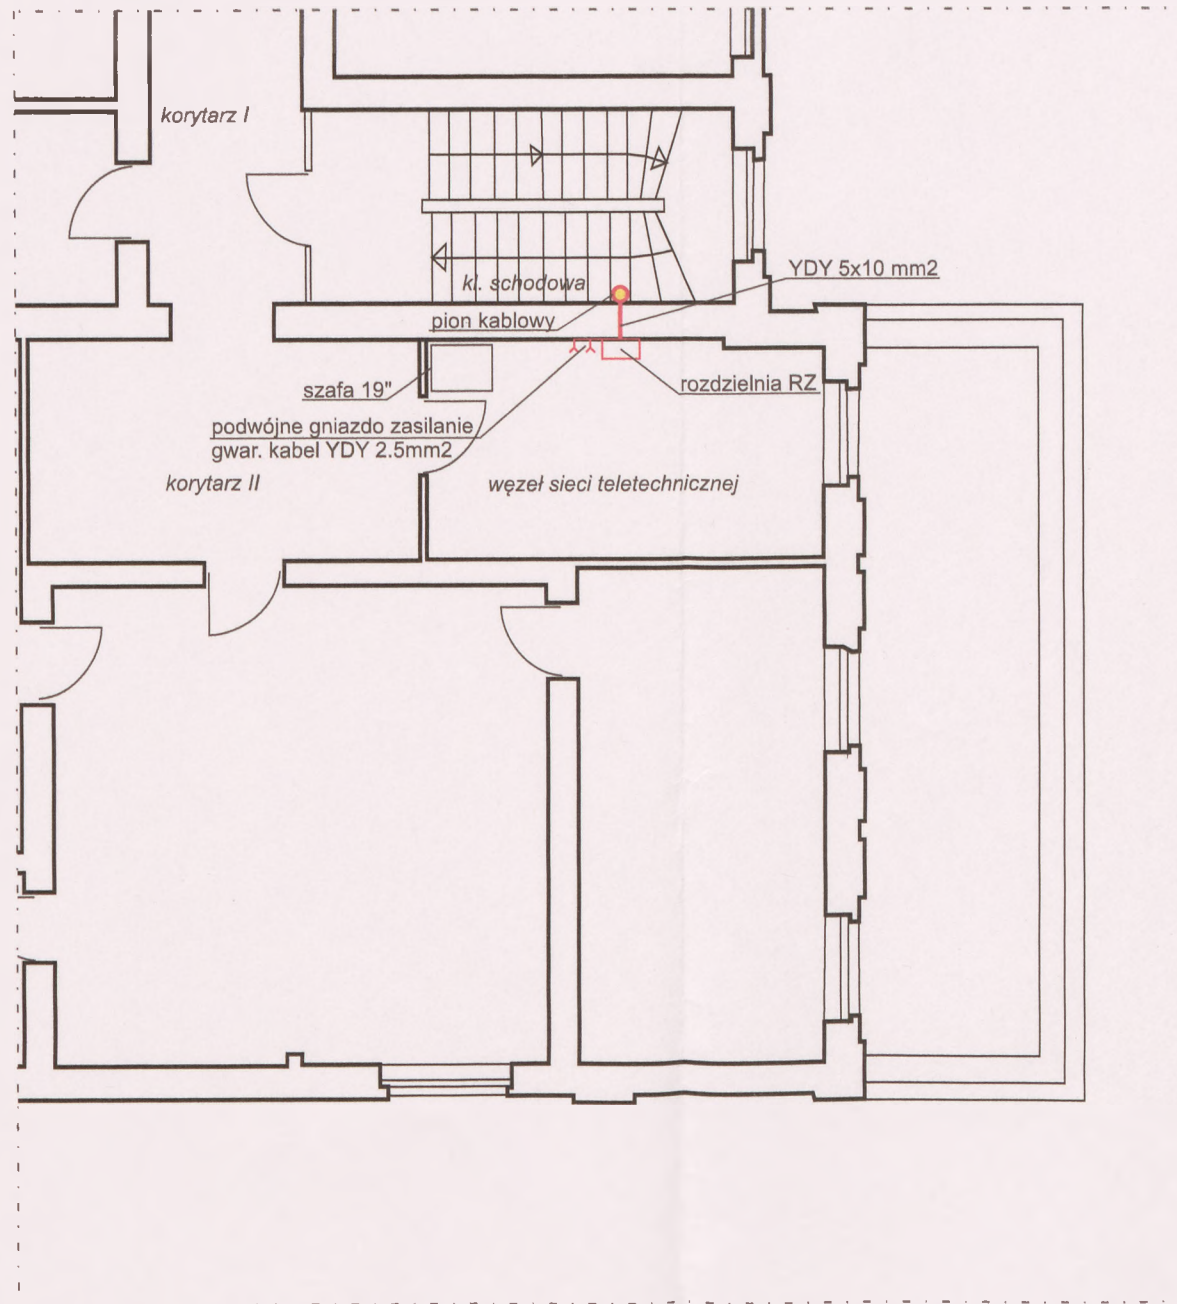 korytarz I
YDY 5x10 mm2
kl. schodowa
pion kablowy
szafa 19"
rozdzielnia RZ
podwójne gniazdo zasilanie
gwar. kabel YDY 2.5mm2
korytarz II
węzeł sieci teletechnicznej